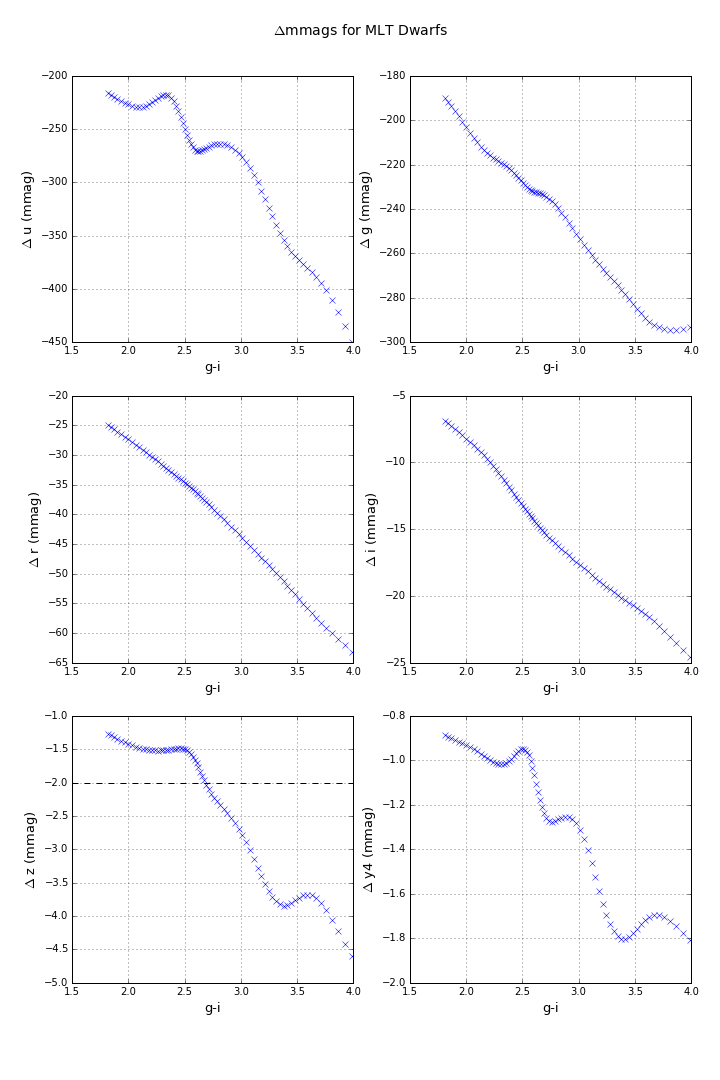 Δmmags for MLT Dwarfs
−200
−250
−300
−350
−400
−450
Δ u (mmag)
1.5 2.0 2.5 3.0 3.5 4.0
g-i
−180
−200
−220
−240
−260
−280
−300
Δ g (mmag)
1.5 2.0 2.5 3.0 3.5 4.0
g-i
−20
−25
−30
−35
−40
−45
−50
−55
−60
−65
Δ r (mmag)
1.5 2.0 2.5 3.0 3.5 4.0
g-i
−5
−10
−15
−20
−25
Δ i (mmag)
1.5 2.0 2.5 3.0 3.5 4.0
g-i
−1.0
−1.5
−2.0
−2.5
−3.0
−3.5
−4.0
−4.5
−5.0
Δ z (mmag)
1.5 2.0 2.5 3.0 3.5 4.0
g-i
−0.8
−1.0
−1.2
−1.4
−1.6
−1.8
−2.0
Δ y4 (mmag)
1.5 2.0 2.5 3.0 3.5 4.0
g-i